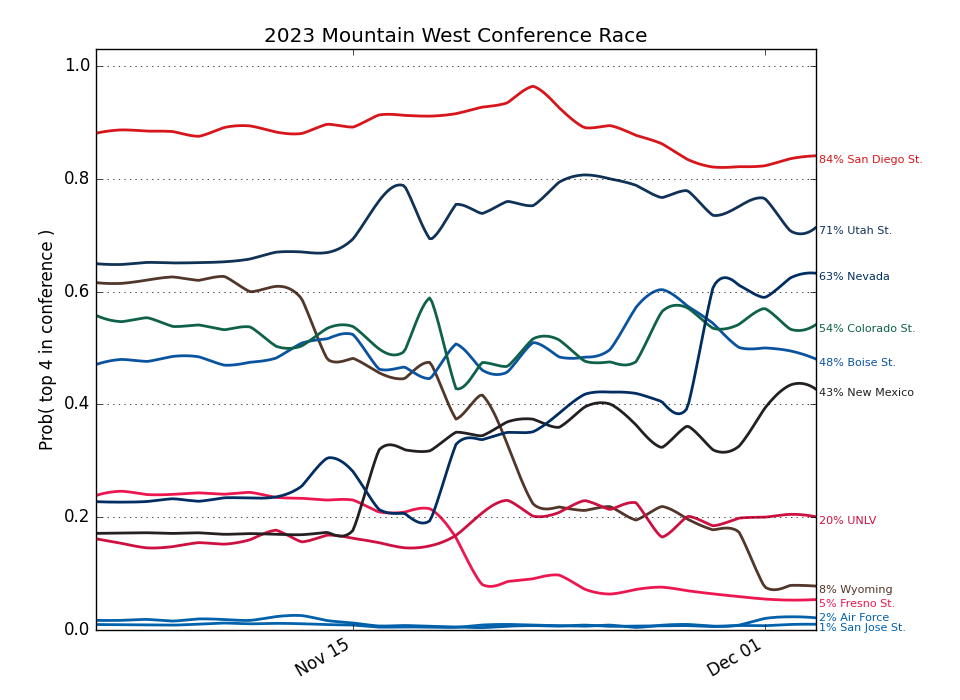 2023 Mountain West Conference Race
Prob( top 4 in conference )
1.0
0.8
0.6
0.4
0.2
0.0
Nov 15
Dec 01
84% San Diego St.
71% Utah St.
63% Nevada
54% Colorado St.
48% Boise St.
43% New Mexico
20% UNLV
8% Wyoming
5% Fresno St.
2% Air Force
1% San Jose St.